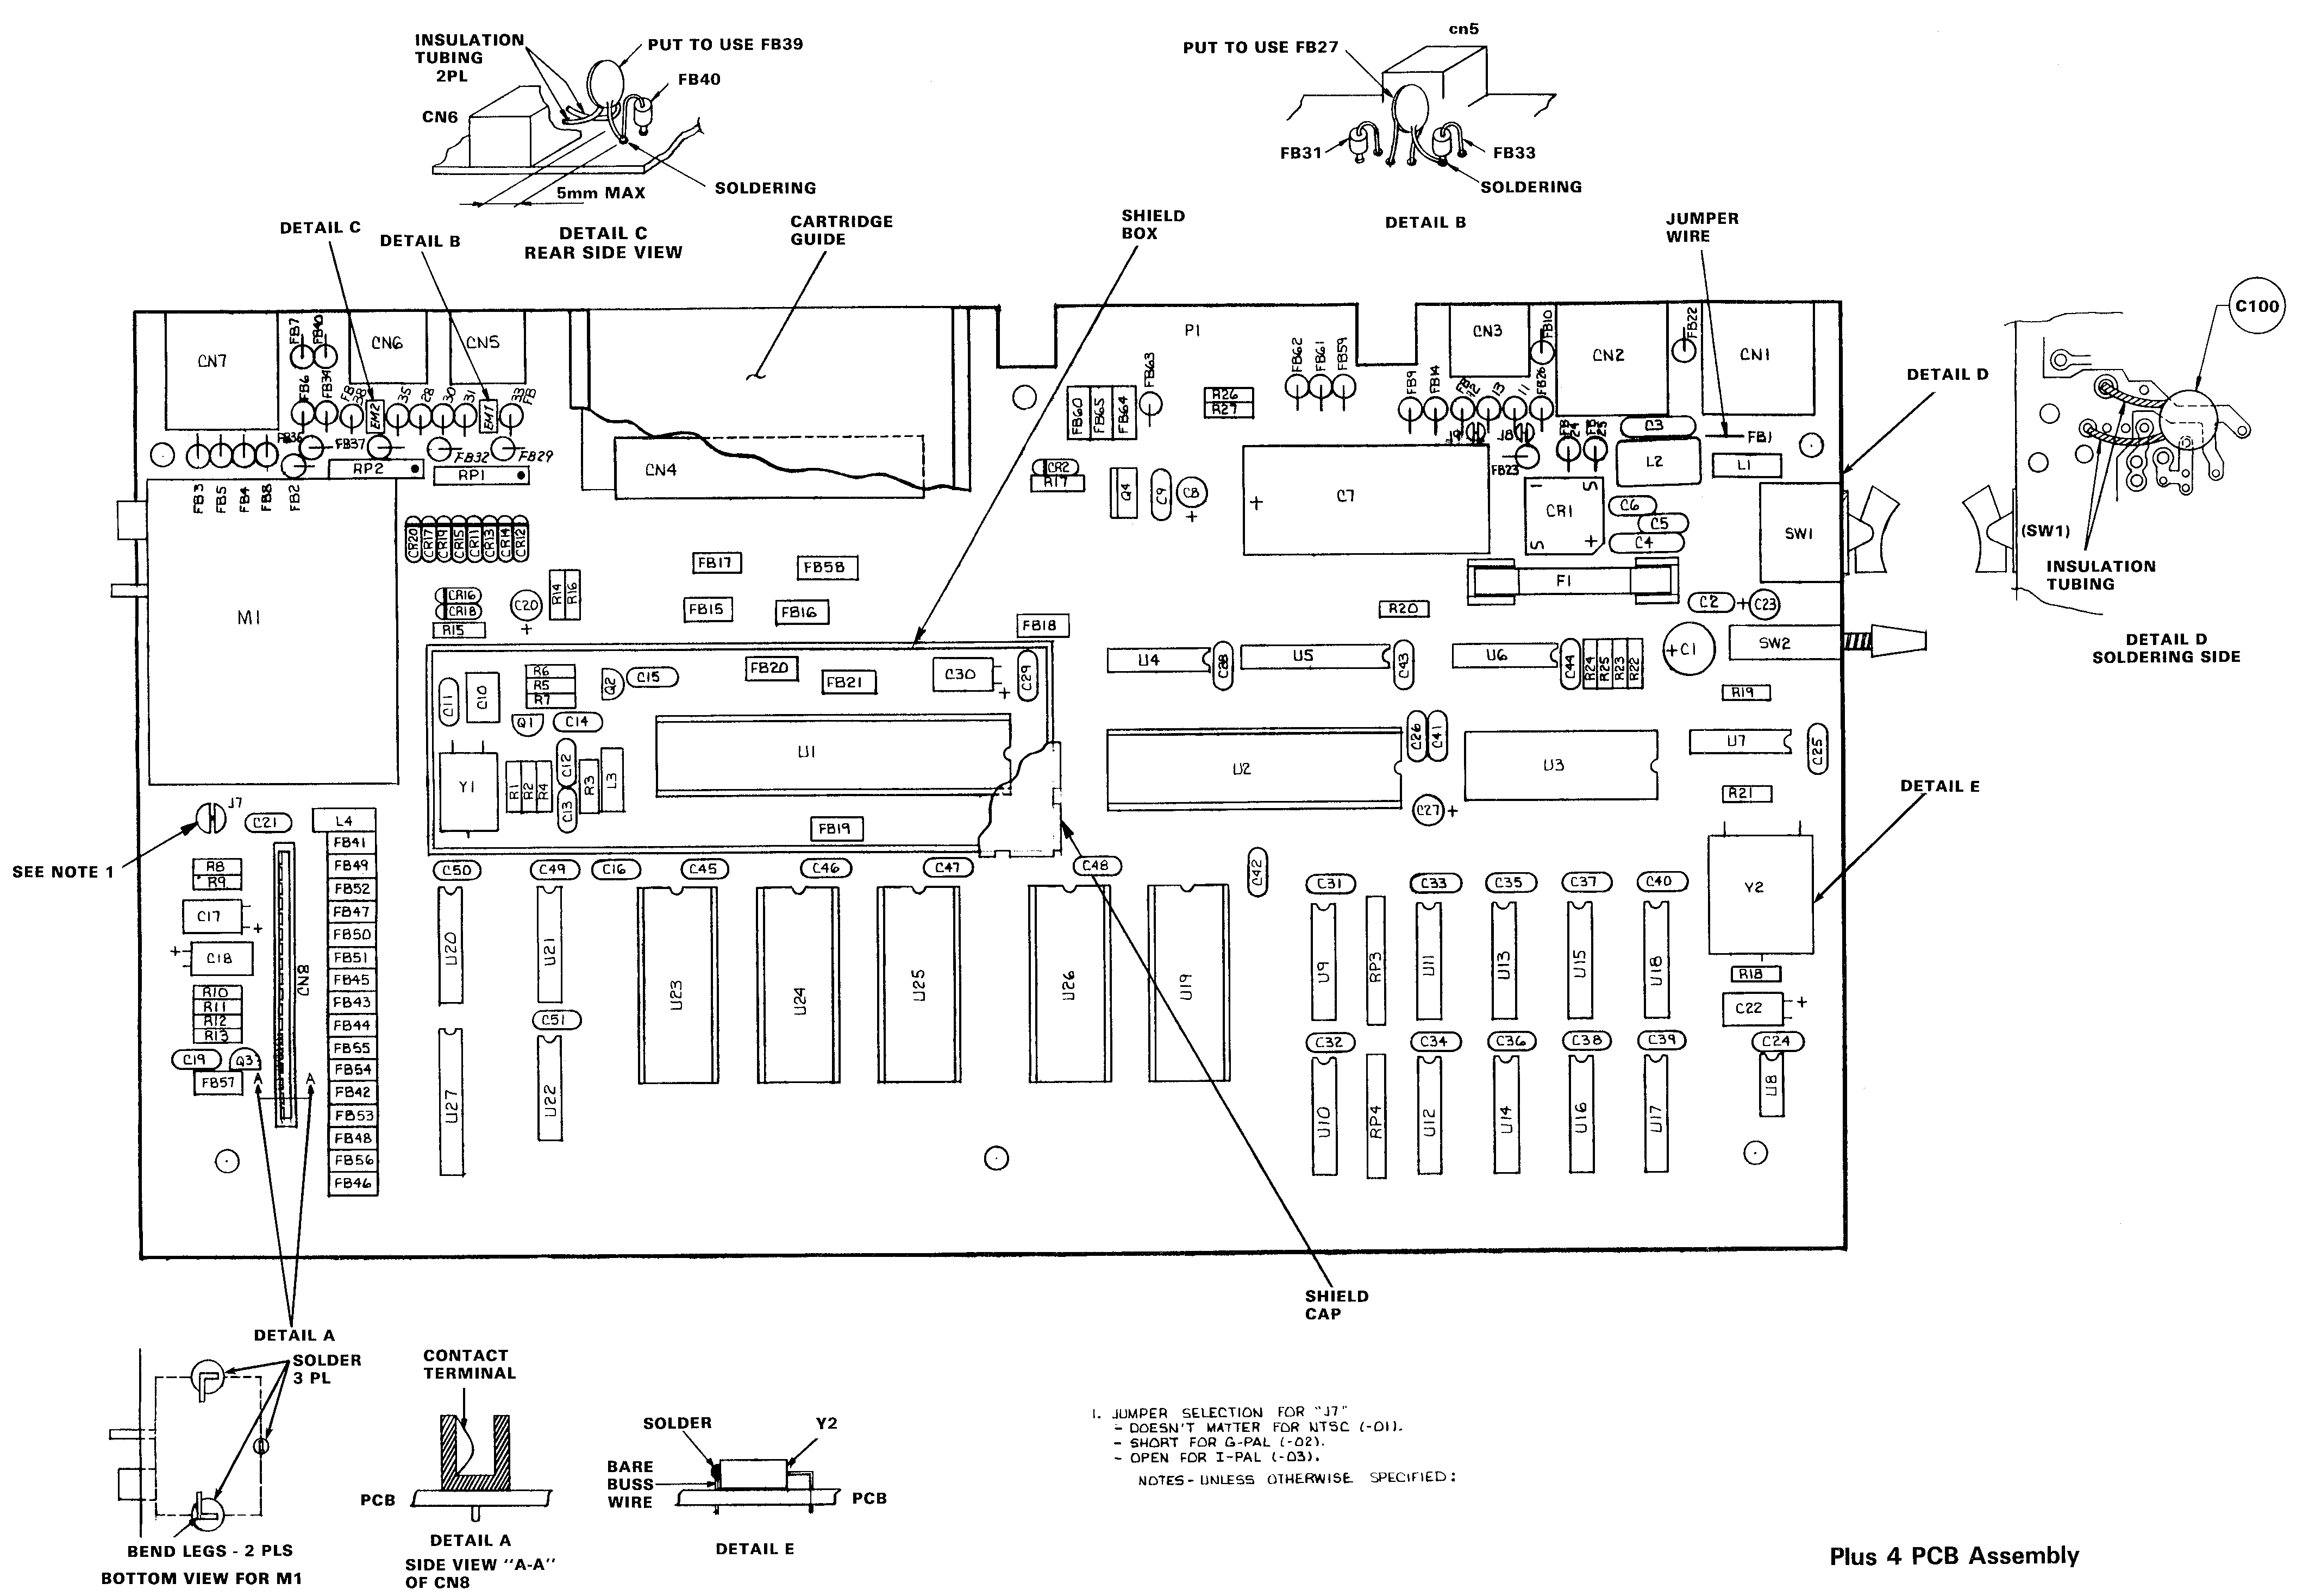 INSULATION
TUBING
2PL
PUT TO USE FB39
FB40
CN6
5mm MAX
SOLDERING
DETAIL C
REAR SIDE VIEW
cn5
PUT TO USE FB27
FB31
FB33
SOLDERING
DETAIL B
DETAIL C
DETAIL B
CARTRIDGE
GUIDE
SHIELD
BOX
JUMPER
WIRE
C100
DETAIL D
(SW1)
INSULATION
TUBING
DETAIL D
SOLDERING SIDE
CN7
FB7
FB40
CN6
CN5
P1
CN3
FB10
CN2
FB22
CN1
FB6
FB34
FB
38
EM2
35
28
30
31
EM1
33
FB
FB63
FB62
FB61
FB59
FB9
FB14
FB
12
13
11
FB26
FB60
FB65
FB64
R26
R27
FB36
FB37
FB32
FB29
RP2
RP1
CN4
J9
J8
FB
24
FB
25
C3
FB1
FB3
FB5
FB4
FB8
FB2
CR2
R17
Q4
C9
C8
+
+
C7
FB23
L2
L1
CR1
S
S
+
C6
C5
C4
SW1
CR20
CR17
CR19
CR15
CR11
CR13
CR14
CR12
FB17
FB58
F1
M1
CR16
CR18
R15
C20
+
R14
R16
FB15
FB16
FB18
R20
C2
+
C23
U4
C28
U5
C43
U6
C44
R24
R25
R23
R22
+C1
SW2
R6
R5
R7
Q2
C15
FB20
FB21
C30
+
C29
C11
C10
Q1
C14
R19
U1
C26
C41
U7
C25
Y1
R1
R2
R4
C12
C13
R3
L3
U2
U3
C27
+
R21
DETAIL E
FB19
J7
C21
L4
SEE NOTE 1
FB41
FB49
FB52
FB47
FB50
FB51
FB45
FB43
FB44
FB55
FB54
FB42
FB53
FB48
FB56
FB46
R8
R9
C17
+
+
C18
CN8
R10
R11
R12
R13
C19
Q3
FB57
A
A
C50
C49
C16
C45
C46
C47
C48
C42
C31
C33
C35
C37
C40
Y2
U20
U21
U23
U24
U25
U26
U19
U9
RP3
U11
U13
U15
U18
R18
C22
+
C51
C32
C34
C36
C38
C39
C24
U27
U22
U10
RP4
U12
U14
U16
U17
U8
SHIELD
CAP
DETAIL A
SOLDER
3 PL
BEND LEGS - 2 PLS
BOTTOM VIEW FOR M1
CONTACT
TERMINAL
PCB
DETAIL A
SIDE VIEW "A-A"
OF CN8
SOLDER
Y2
BARE
BUSS
WIRE
PCB
DETAIL E
1. JUMPER SELECTION FOR "J7"
- DOESN'T MATTER FOR NTSC (-01).
- SHORT FOR G-PAL (-02).
- OPEN FOR I-PAL (-03).
NOTES- UNLESS OTHERWISE SPECIFIED:
Plus 4 PCB Assembly